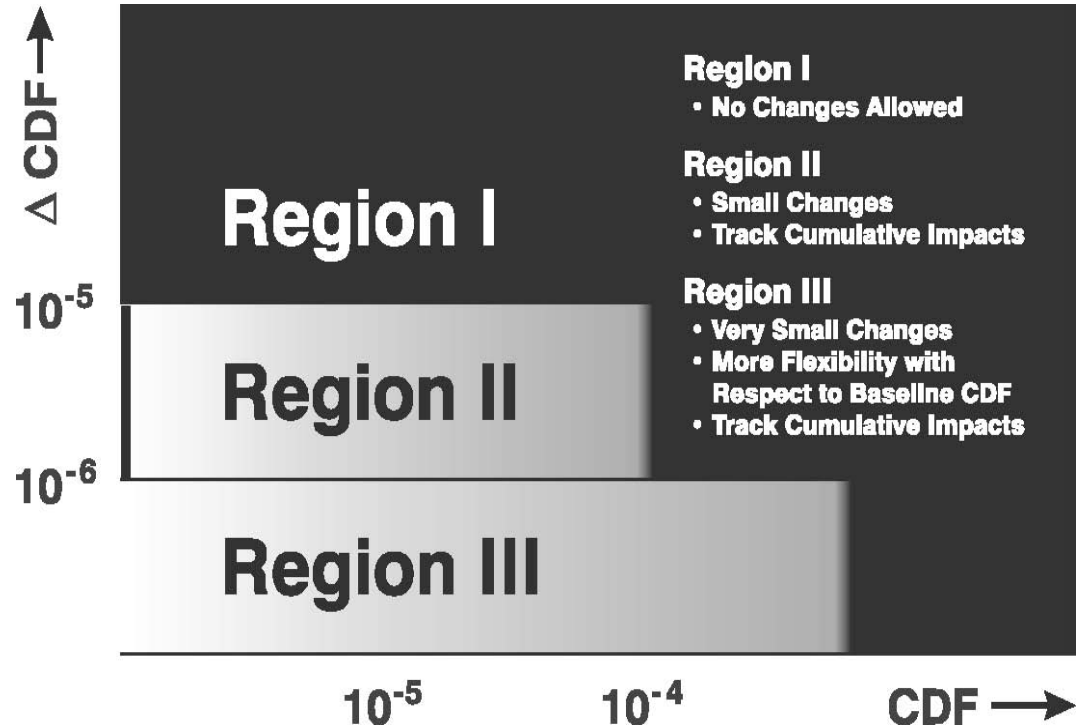 Δ CDF→
Region I
• No Changes Allowed
Region II
• Small Changes
• Track Cumulative Impacts
Region III
• Very Small Changes
• More Flexibility with
Respect to Baseline CDF
• Track Cumulative Impacts
Region I
10⁻⁵
Region II
10⁻⁶
Region III
10⁻⁵ 10⁻⁴ CDF→